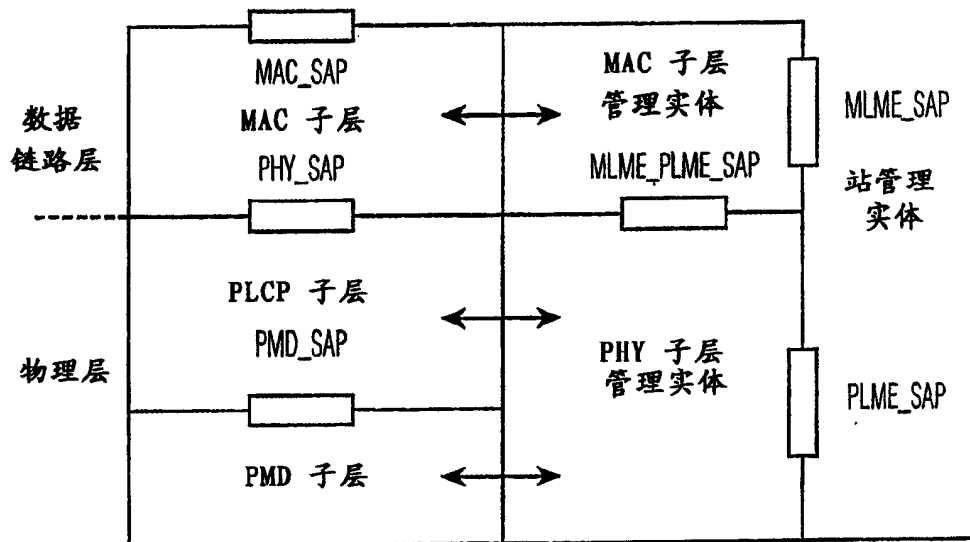 MAC_SAP
MAC 子层
管理实体
MLME_SAP
数据
链路层
MAC 子层
PHY_SAP
MLME_PLME_SAP
站管理
实体
PLCP 子层
PMD_SAP
物理层
PHY 子层
管理实体
PLME_SAP
PMD 子层